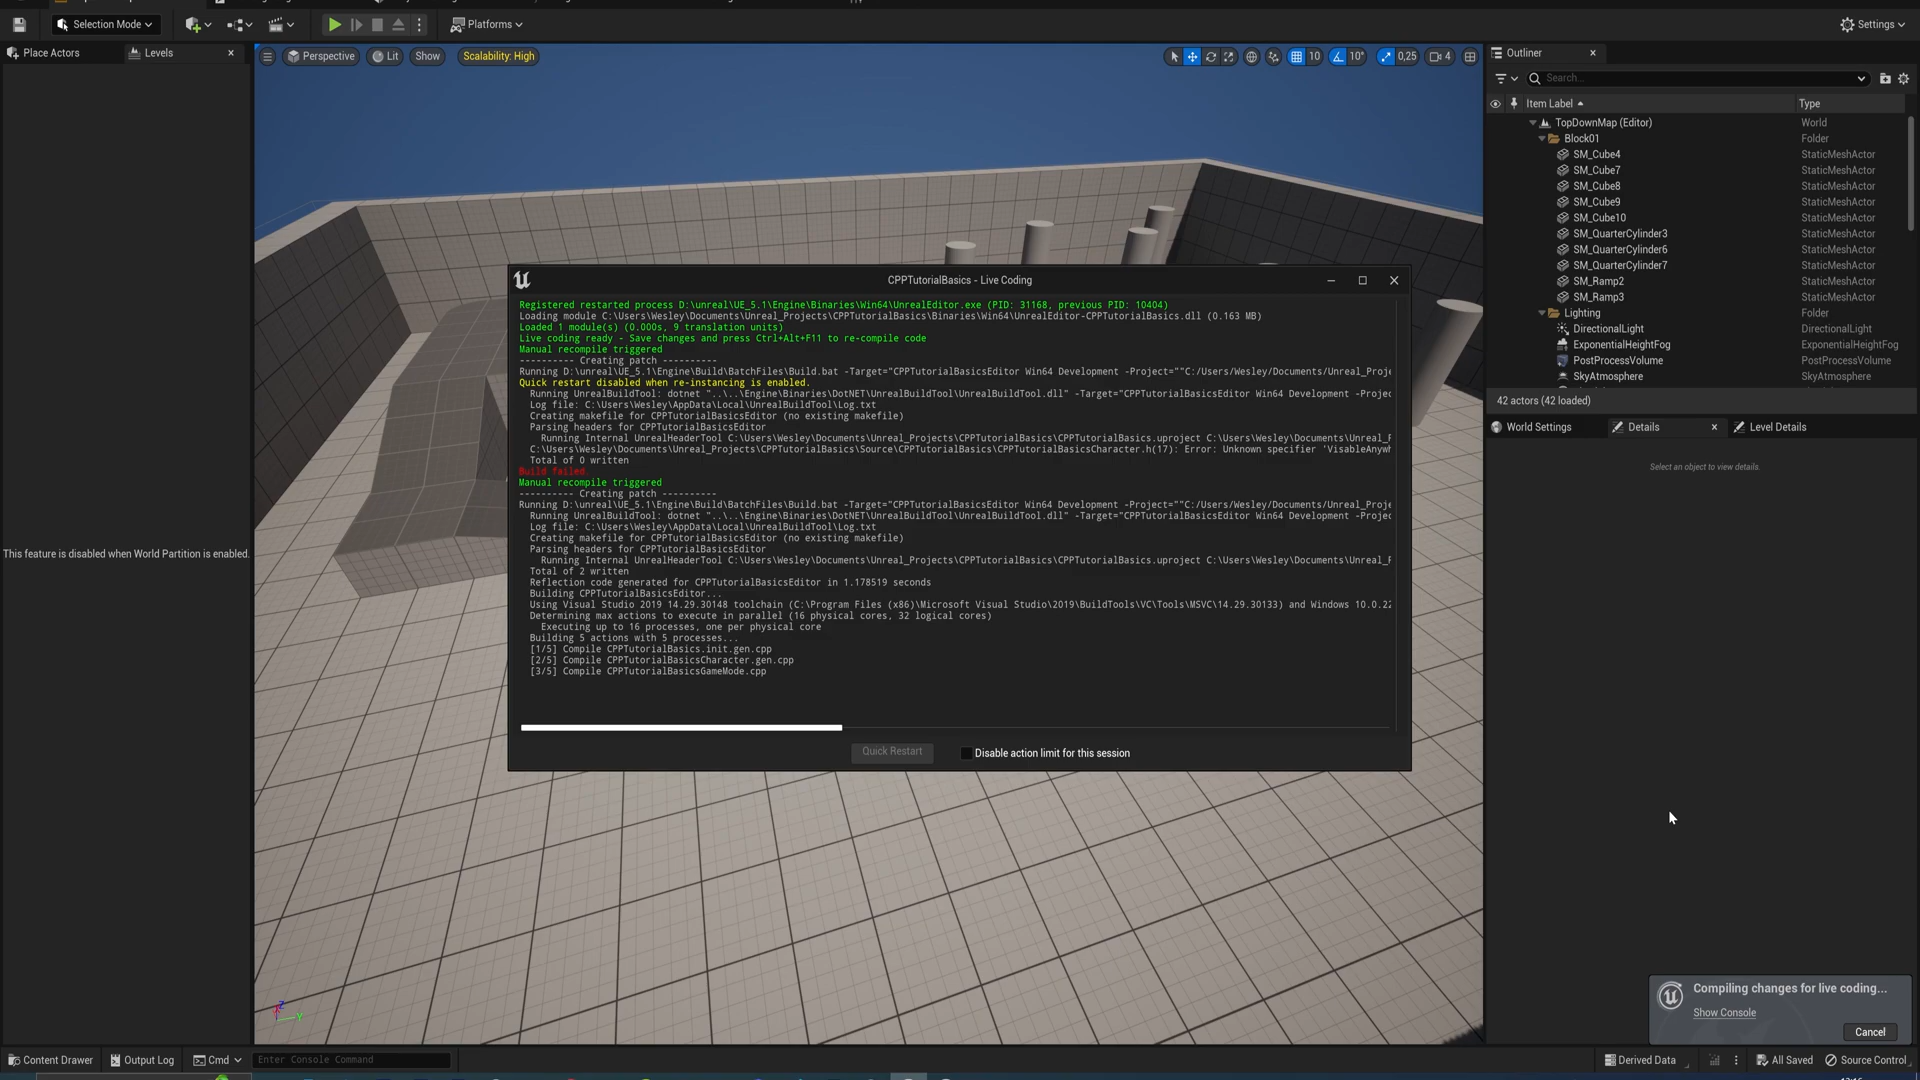 Selection Mode
Platforms
Settings
Place Actors
Levels
Perspective
Lit
Show
Scalability: High
10
10°
0,25
4
Outliner
Search...
Item Label
Type
TopDownMap (Editor) World
Block01 Folder
SM_Cube4 StaticMeshActor
SM_Cube7 StaticMeshActor
SM_Cube8 StaticMeshActor
SM_Cube9 StaticMeshActor
SM_Cube10 StaticMeshActor
SM_QuarterCylinder3 StaticMeshActor
SM_QuarterCylinder6 StaticMeshActor
SM_QuarterCylinder7 StaticMeshActor
SM_Ramp2 StaticMeshActor
SM_Ramp3 StaticMeshActor
Lighting Folder
DirectionalLight DirectionalLight
ExponentialHeightFog ExponentialHeightFog
PostProcessVolume PostProcessVolume
SkyAtmosphere SkyAtmosphere
42 actors (42 loaded)
World Settings
Details
Level Details
Select an object to view details.
This feature is disabled when World Partition is enabled.
CPPTutorialBasics - Live Coding
Registered restarted process D:\unreal\UE_5.1\Engine\Binaries\Win64\UnrealEditor.exe (PID: 31168, previous PID: 10404)
Loading module C:\Users\Wesley\Documents\Unreal_Projects\CPPTutorialBasics\Binaries\Win64\UnrealEditor-CPPTutorialBasics.dll (0.163 MB)
Loaded 1 module(s) (0.000s, 9 translation units)
Live coding ready - Save changes and press Ctrl+Alt+F11 to re-compile code
Manual recompile triggered
---------- Creating patch ----------
Running D:\unreal\UE_5.1\Engine\Build\BatchFiles\Build.bat -Target="CPPTutorialBasicsEditor Win64 Development -Project=""C:/Users/Wesley/Documents/Unreal_Proje
Quick restart disabled when re-instancing is enabled.
Running UnrealBuildTool: dotnet "..\..\Engine\Binaries\DotNET\UnrealBuildTool\UnrealBuildTool.dll" -Target="CPPTutorialBasicsEditor Win64 Development -Projec
Log file: C:\Users\Wesley\AppData\Local\UnrealBuildTool\Log.txt
Creating makefile for CPPTutorialBasicsEditor (no existing makefile)
Parsing headers for CPPTutorialBasicsEditor
Running Internal UnrealHeaderTool C:\Users\Wesley\Documents\Unreal_Projects\CPPTutorialBasics\CPPTutorialBasics.uproject C:\Users\Wesley\Documents\Unreal_P
C:\Users\Wesley\Documents\Unreal_Projects\CPPTutorialBasics\Source\CPPTutorialBasics\CPPTutorialBasicsCharacter.h(17): Error: Unknown specifier 'VisableAnywh
Total of 0 written
Build failed.
Manual recompile triggered
---------- Creating patch ----------
Running D:\unreal\UE_5.1\Engine\Build\BatchFiles\Build.bat -Target="CPPTutorialBasicsEditor Win64 Development -Project=""C:/Users/Wesley/Documents/Unreal_Proje
Running UnrealBuildTool: dotnet "..\..\Engine\Binaries\DotNET\UnrealBuildTool\UnrealBuildTool.dll" -Target="CPPTutorialBasicsEditor Win64 Development -Projec
Log file: C:\Users\Wesley\AppData\Local\UnrealBuildTool\Log.txt
Creating makefile for CPPTutorialBasicsEditor (no existing makefile)
Parsing headers for CPPTutorialBasicsEditor
Running Internal UnrealHeaderTool C:\Users\Wesley\Documents\Unreal_Projects\CPPTutorialBasics\CPPTutorialBasics.uproject C:\Users\Wesley\Documents\Unreal_P
Total of 2 written
Reflection code generated for CPPTutorialBasicsEditor in 1.178519 seconds
Building CPPTutorialBasicsEditor...
Using Visual Studio 2019 14.29.30148 toolchain (C:\Program Files (x86)\Microsoft Visual Studio\2019\BuildTools\VC\Tools\MSVC\14.29.30133) and Windows 10.0.22
Determining max actions to execute in parallel (16 physical cores, 32 logical cores)
Executing up to 16 processes, one per physical core
Building 5 actions with 5 processes...
[1/5] Compile CPPTutorialBasics.init.gen.cpp
[2/5] Compile CPPTutorialBasicsCharacter.gen.cpp
[3/5] Compile CPPTutorialBasicsGameMode.cpp
Quick Restart
Disable action limit for this session
Compiling changes for live coding...
Show Console
Cancel
Z
Y
Content Drawer
Output Log
Cmd
Enter Console Command
Derived Data
All Saved
Source Control